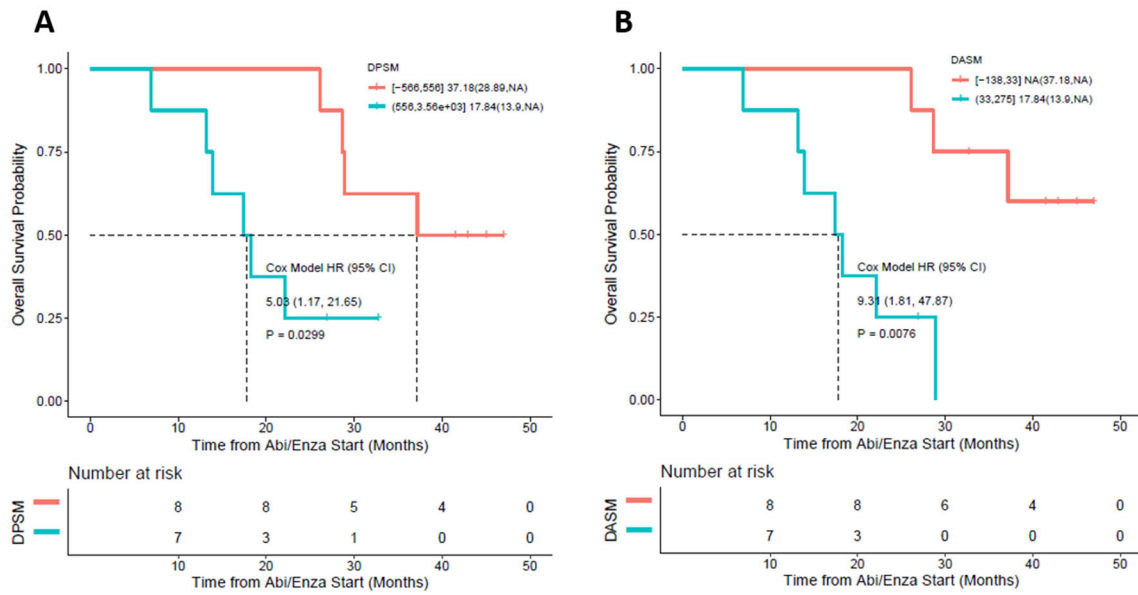 A
DPSM
[-566,556] 37.18(28.89,NA)
(556,3.56e+03] 17.84(13.9,NA)
Overall Survival Probability
1.00
0.75
0.50
0.25
0.00
Cox Model HR (95% CI)
5.03 (1.17, 21.65)
P = 0.0299
0 10 20 30 40 50
Time from Abi/Enza Start (Months)
Number at risk
DPSM
8 8 5 4 0
7 3 1 0 0
10 20 30 40 50
Time from Abi/Enza Start (Months)
B
DASM
[-138,33] NA(37.18,NA)
(33,275] 17.84(13.9,NA)
Overall Survival Probability
1.00
0.75
0.50
0.25
0.00
Cox Model HR (95% CI)
9.31 (1.81, 47.87)
P = 0.0076
0 10 20 30 40 50
Time from Abi/Enza Start (Months)
Number at risk
DASM
8 8 6 4 0
7 3 0 0 0
10 20 30 40 50
Time from Abi/Enza Start (Months)